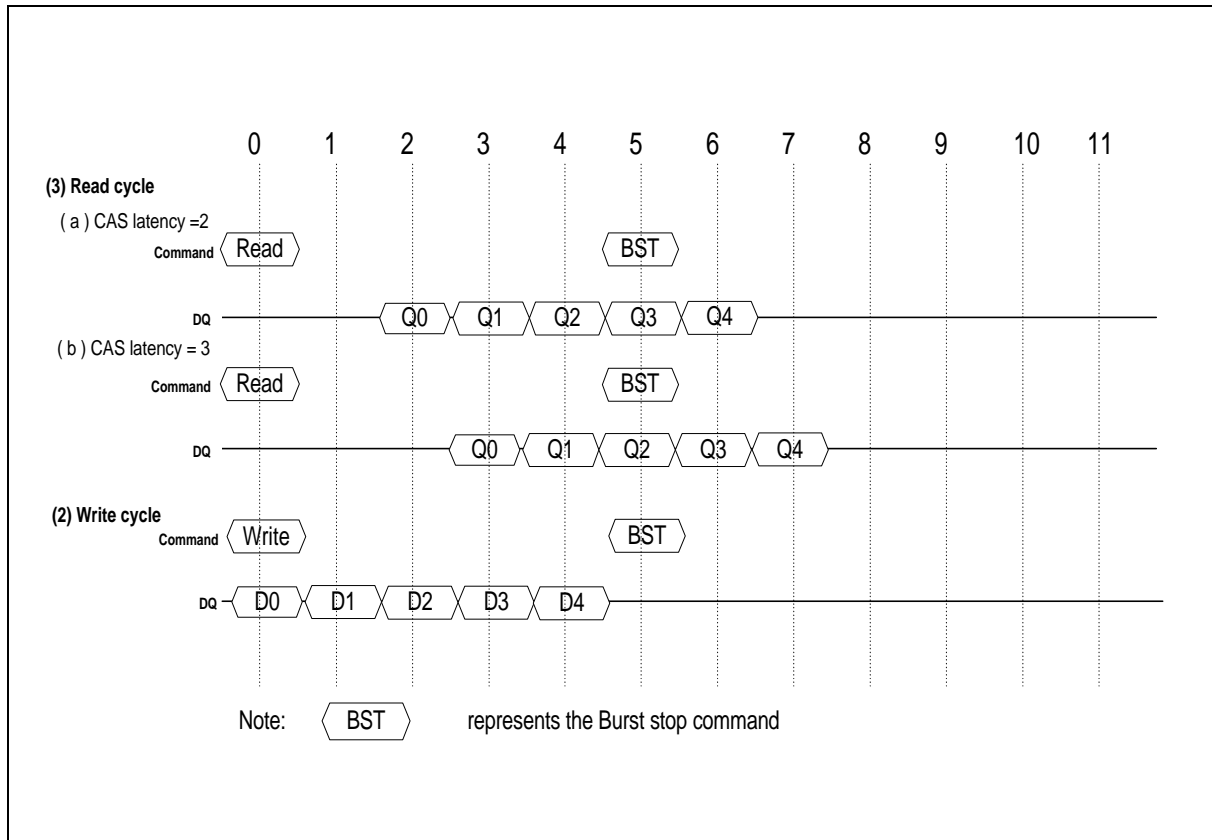 0 1 2 3 4 5 6 7 8 9 10 11
(3) Read cycle
( a ) CAS latency =2
Command Read BST
DQ Q0 Q1 Q2 Q3 Q4
( b ) CAS latency = 3
Command Read BST
DQ Q0 Q1 Q2 Q3 Q4
(2) Write cycle
Command Write BST
DQ D0 D1 D2 D3 D4
Note: BST represents the Burst stop command